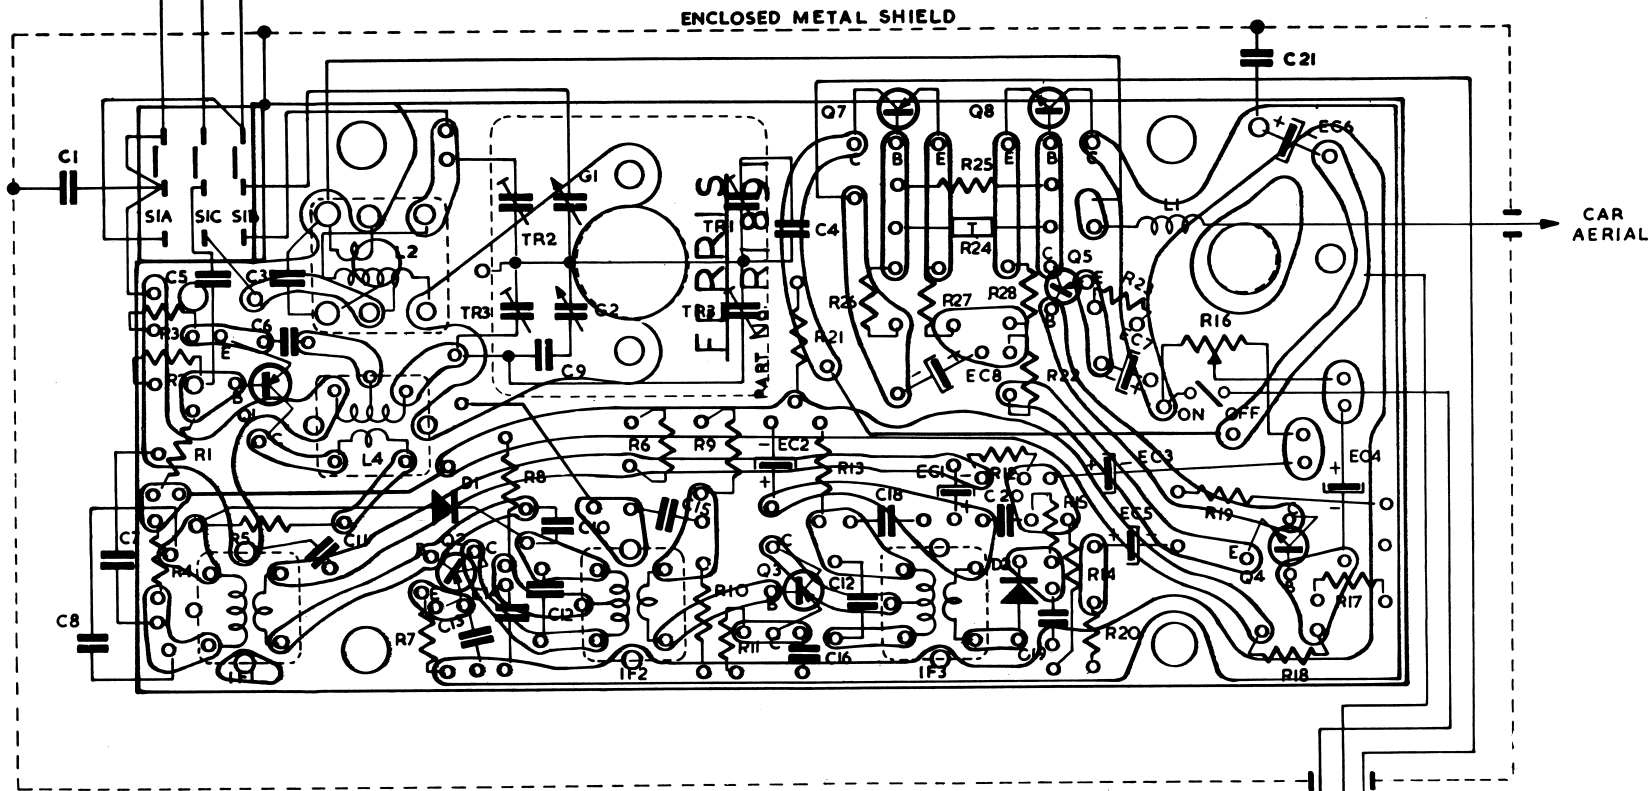 ENCLOSED METAL SHIELD
C21
Q7
Q8
EC6
C1
C B E
E B C
R25
G1
S1A S1C S1B
TR2
TR1
FERRIS
PART No.
C4
T
R24
L1
CAR
AERIAL
L2
C5
C3
Q5
C
E
B
TR3
G2
R26
R27
R28
R16
R3
C6
E
R21
EC7
C9
EC8
R22
R2
B
Q1
C
ON OFF
R1
L4
R6
R9
EC2
R13
EC3
EC4
D1
R8
EG1
R12
C18
C20
R15
R19
C7
R5
C11
C10
C15
EC5
R4
Q2
B
C
E
Q3
C
B
E
C12
D2
R14
E
Q4
B
C8
C13
C12
R10
R17
R7
R11
C16
C19
R20
IF1
IF2
IF3
R18